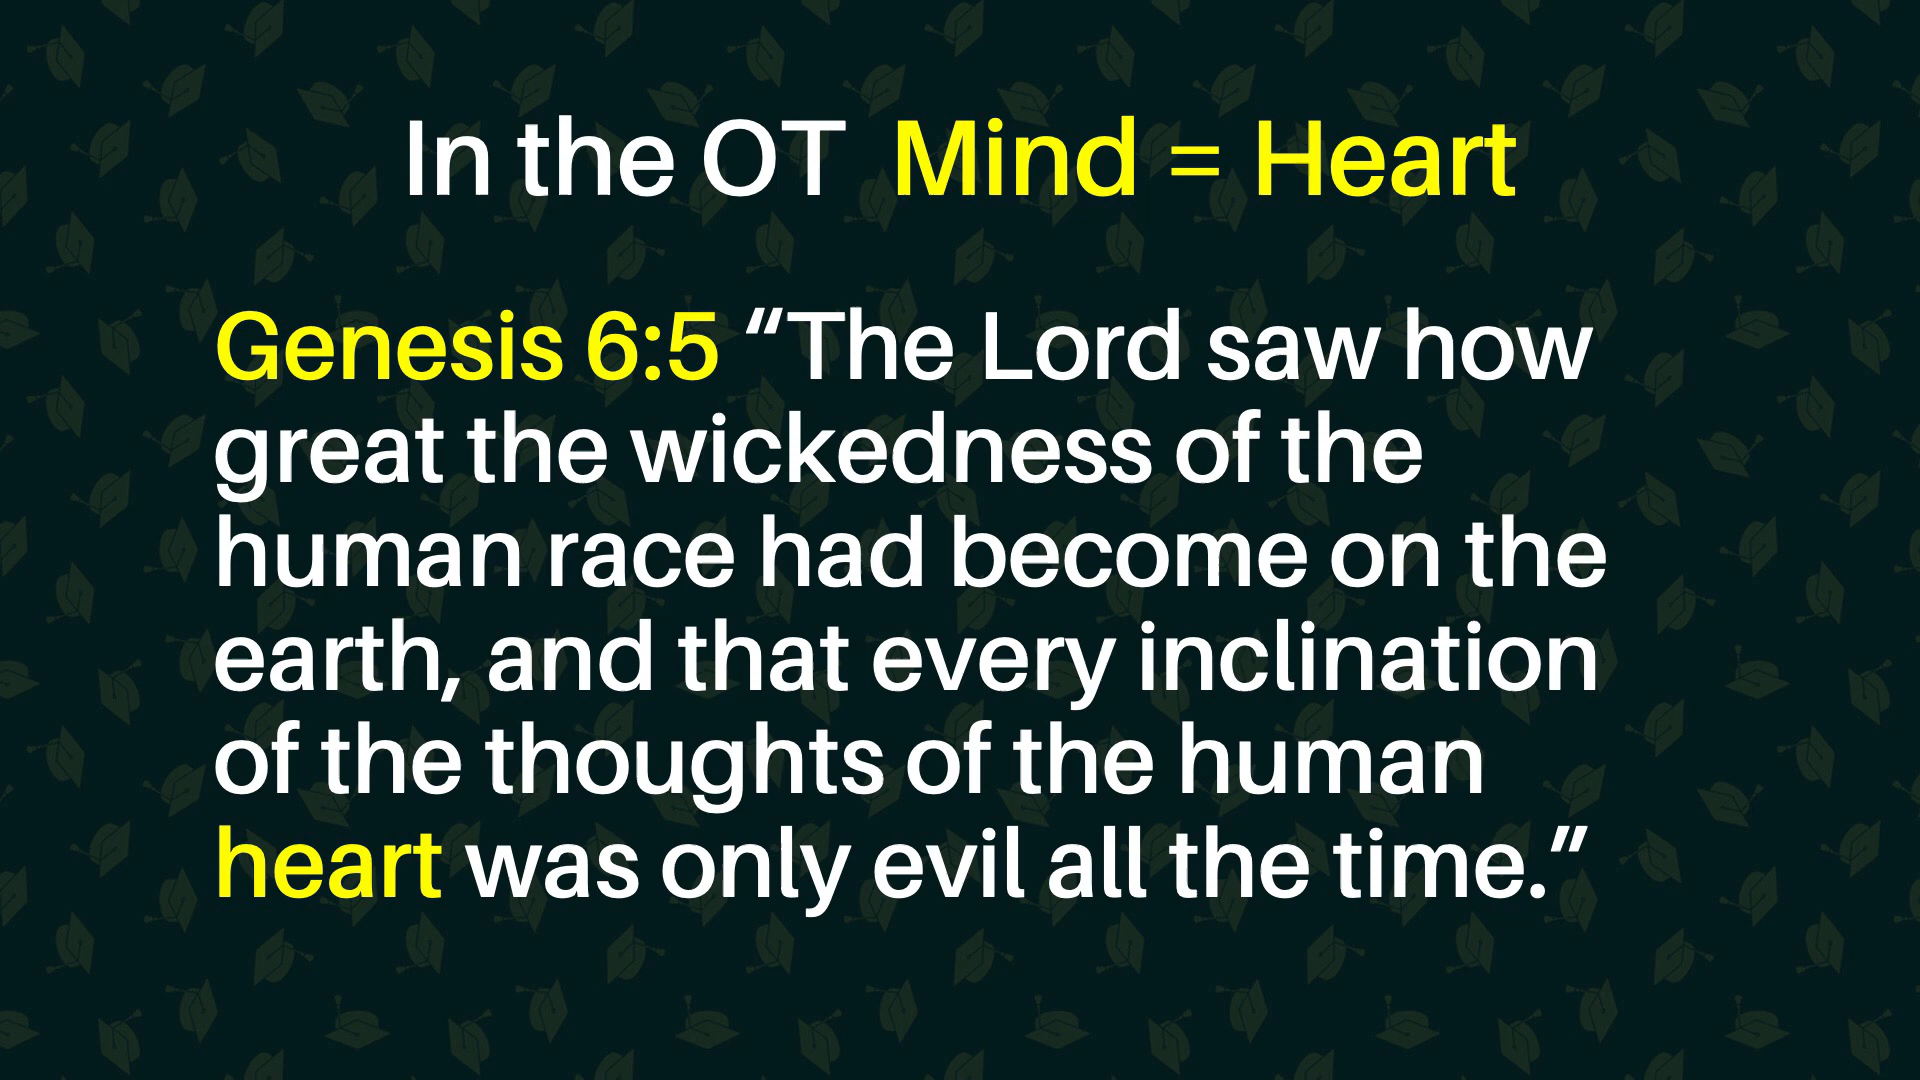 In the OT  Mind = Heart
Genesis 6:5 “The Lord saw how
great the wickedness of the
human race had become on the
earth, and that every inclination
of the thoughts of the human
heart was only evil all the time.”